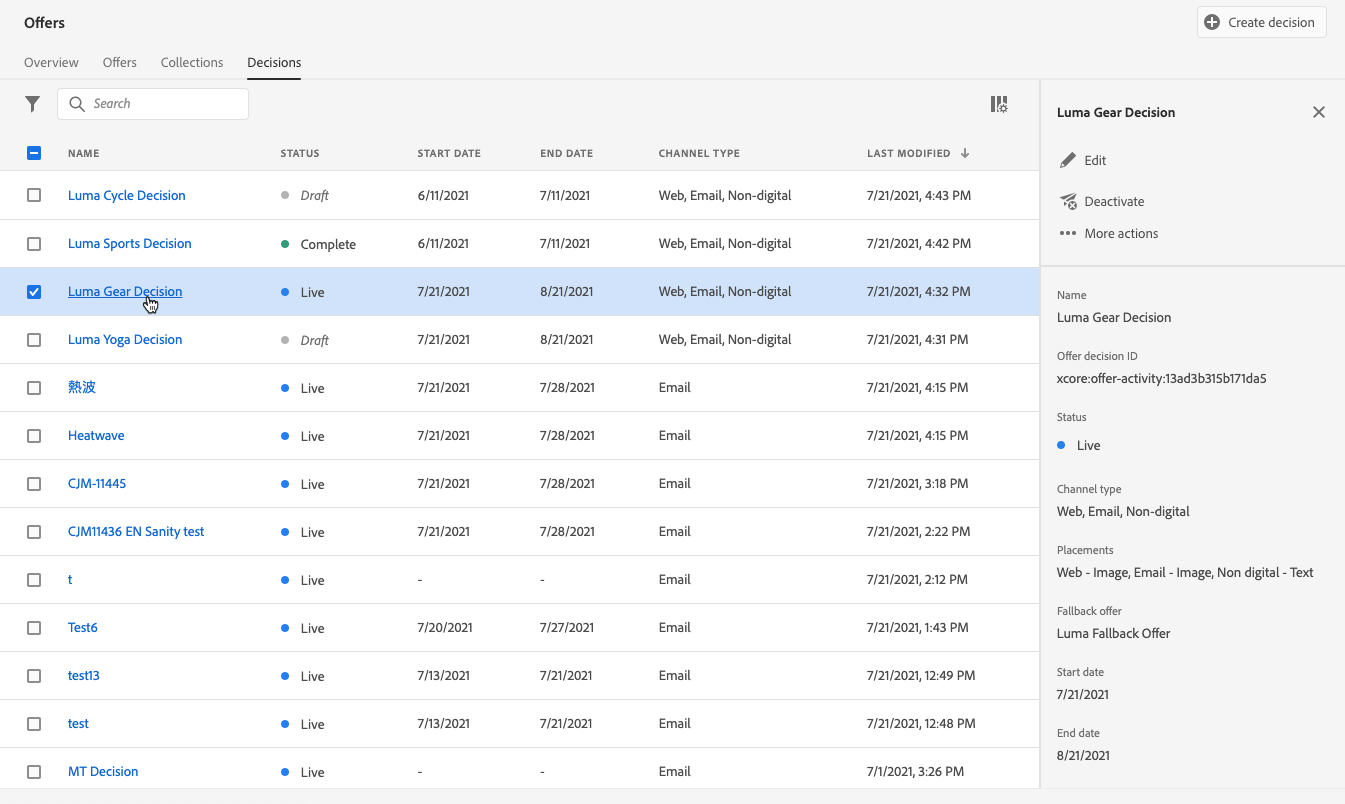 Offers
Create decision
Overview Offers Collections Decisions
Search
NAME STATUS START DATE END DATE CHANNEL TYPE LAST MODIFIED
Luma Cycle Decision Draft 6/11/2021 7/11/2021 Web, Email, Non-digital 7/21/2021, 4:43 PM
Luma Sports Decision Complete 6/11/2021 7/11/2021 Web, Email, Non-digital 7/21/2021, 4:42 PM
Luma Gear Decision Live 7/21/2021 8/21/2021 Web, Email, Non-digital 7/21/2021, 4:32 PM
Luma Yoga Decision Draft 7/21/2021 8/21/2021 Web, Email, Non-digital 7/21/2021, 4:31 PM
熱波 Live 7/21/2021 7/28/2021 Email 7/21/2021, 4:15 PM
Heatwave Live 7/21/2021 7/28/2021 Email 7/21/2021, 4:15 PM
CJM-11445 Live 7/21/2021 7/28/2021 Email 7/21/2021, 3:18 PM
CJM11436 EN Sanity test Live 7/21/2021 7/28/2021 Email 7/21/2021, 2:22 PM
t Live - - Email 7/21/2021, 2:12 PM
Test6 Live 7/20/2021 7/27/2021 Email 7/21/2021, 1:43 PM
test13 Live 7/13/2021 7/21/2021 Email 7/21/2021, 12:49 PM
test Live 7/13/2021 7/21/2021 Email 7/21/2021, 12:48 PM
MT Decision Live - - Email 7/1/2021, 3:26 PM
Luma Gear Decision
Edit
Deactivate
More actions
Name
Luma Gear Decision
Offer decision ID
xcore:offer-activity:13ad3b315b171da5
Status
Live
Channel type
Web, Email, Non-digital
Placements
Web - Image, Email - Image, Non digital - Text
Fallback offer
Luma Fallback Offer
Start date
7/21/2021
End date
8/21/2021